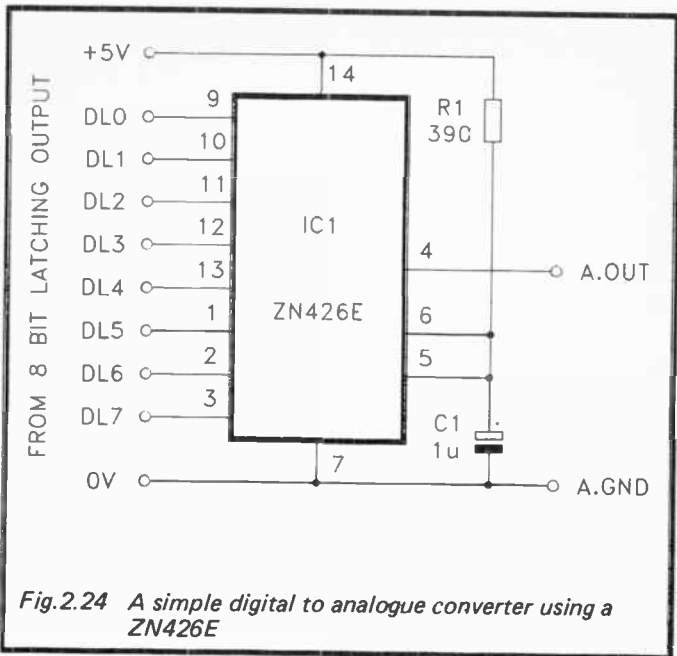 +5V
14
FROM 8 BIT LATCHING OUTPUT
DL0 9
DL1 10
DL2 11
DL3 12
DL4 13
DL5 1
DL6 2
DL7 3
IC1
ZN426E
R1
390
4
A.OUT
6
5
C1
1u
7
0V
A.GND
Fig.2.24 A simple digital to analogue converter using a
ZN426E